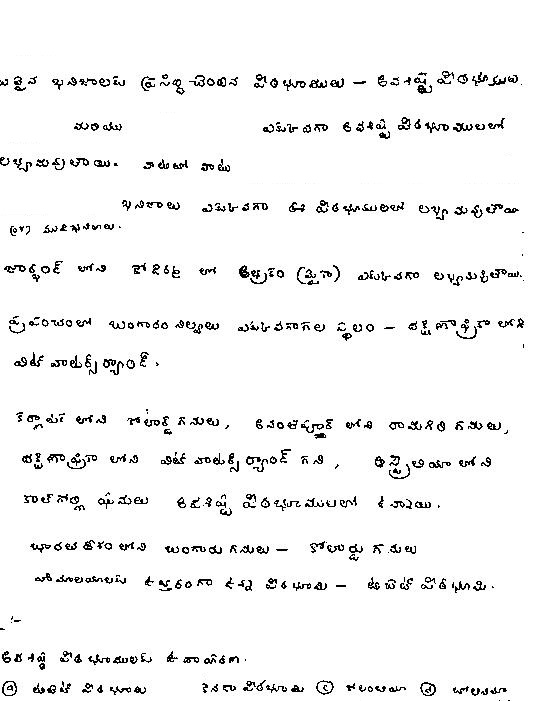 ఖనిజాలకు ప్రసిద్ధి చెందిన పీఠభూములు – అవశిష్ట పీఠభూములు.
మరియు ఎక్కువగా అవశిష్ట పీఠభూములలో
లభ్యమవుతాయి. వాటితో పాటు
ఖనిజాలు ఎక్కువగా ఈ పీఠభూములలో లభ్యమవుతాయి
జార్ఖండ్ లోని కోడెర్మ లో అభ్రకం (మైకా) ఎక్కువగా లభ్యమవుతాయి.
ప్రపంచంలో బంగారం నిల్వలు ఎక్కువగాగల స్థలం – దక్షిణాఫ్రికా లోని
విట్ వాటర్స్ ర్యాండ్.
కర్ణాటక లోని కోలార్ గనులు, అనంతపూర్ లోని రామగిరి గనులు,
దక్షిణాఫ్రికా లోని విట్ వాటర్స్ ర్యాండ్ గని, ఆస్ట్రేలియా లోని
కాల్గూర్లి గనులు అవశిష్ట పీఠభూములలో కలవు.
భారతదేశంలోని బంగారు గనులు – కోలార్డు గనులు
హిమాలయాలకు ఉత్తరంగా ఉన్న పీఠభూమి – టిబెట్ పీఠభూమి.
అవశిష్ట పీఠభూములకు ఉదాహరణ.
ⓐ టిబెట్ పీఠభూమి కెనడా పీఠభూమి ⓒ కొలంబియా ⓓ బొలీవియా